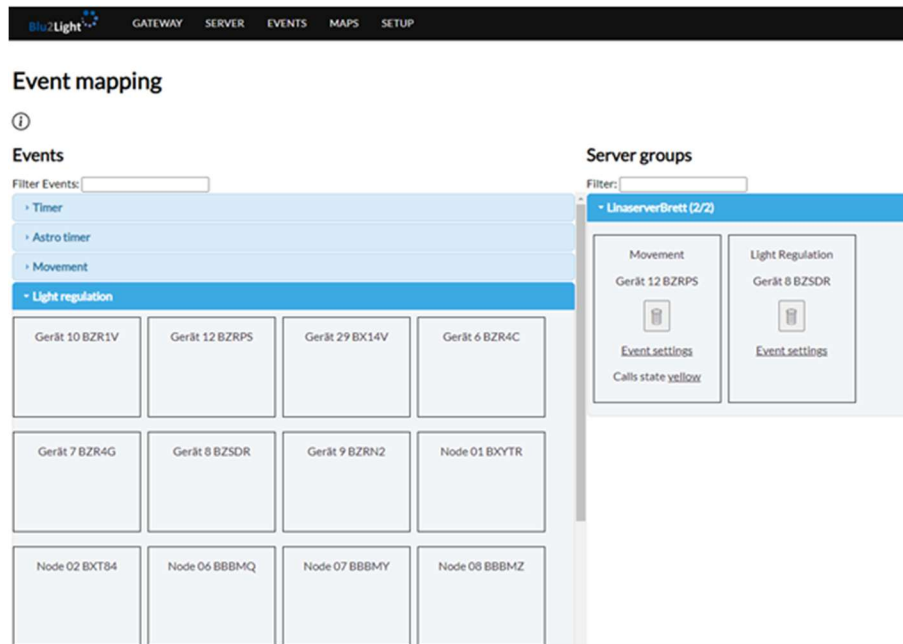 Blu2Light GATEWAY SERVER EVENTS MAPS SETUP
Event mapping
Events
Filter Events:
Timer
Astro timer
Movement
Light regulation
Gerät 10 BZR1V Gerät 12 BZRPS Gerät 29 BX14V Gerät 6 BZR4C
Gerät 7 BZR4G Gerät 8 BZSDR Gerät 9 BZRN2 Node 01 BXYTR
Node 02 BXT84 Node 06 BBBMQ Node 07 BBBMY Node 08 BBBMZ
Server groups
Filter:
LinaserverBrett (2/2)
Movement
Gerät 12 BZRPS
Event settings
Calls state yellow
Light Regulation
Gerät 8 BZSDR
Event settings